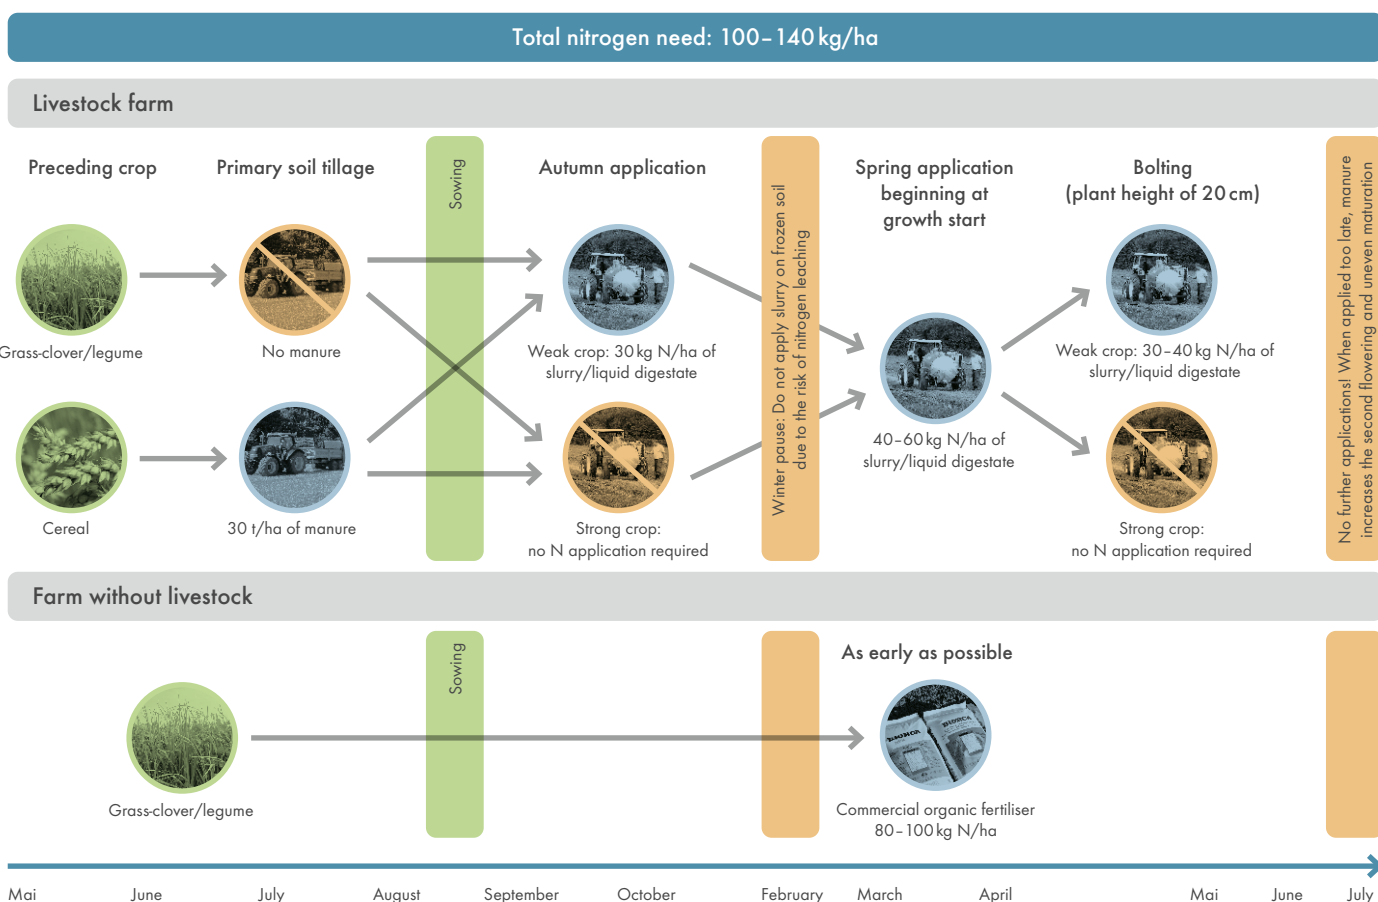 Total nitrogen need: 100–140 kg/ha
Livestock farm
Preceding crop
Primary soil tillage
Sowing
Autumn application
Winter pause: Do not apply slurry on frozen soil
due to the risk of nitrogen leaching
Spring application
beginning at
growth start
Bolting
(plant height of 20 cm)
No further applications! When applied too late, manure
increases the second flowering and uneven maturation
Grass-clover/legume
No manure
Weak crop: 30 kg N/ha of
slurry/liquid digestate
Weak crop: 30–40 kg N/ha of
slurry/liquid digestate
40–60 kg N/ha of
slurry/liquid digestate
Cereal
30 t/ha of manure
Strong crop:
no N application required
Strong crop:
no N application required
Farm without livestock
Sowing
As early as possible
Grass-clover/legume
Commercial organic fertiliser
80–100 kg N/ha
Mai June July August September October February March April Mai June July